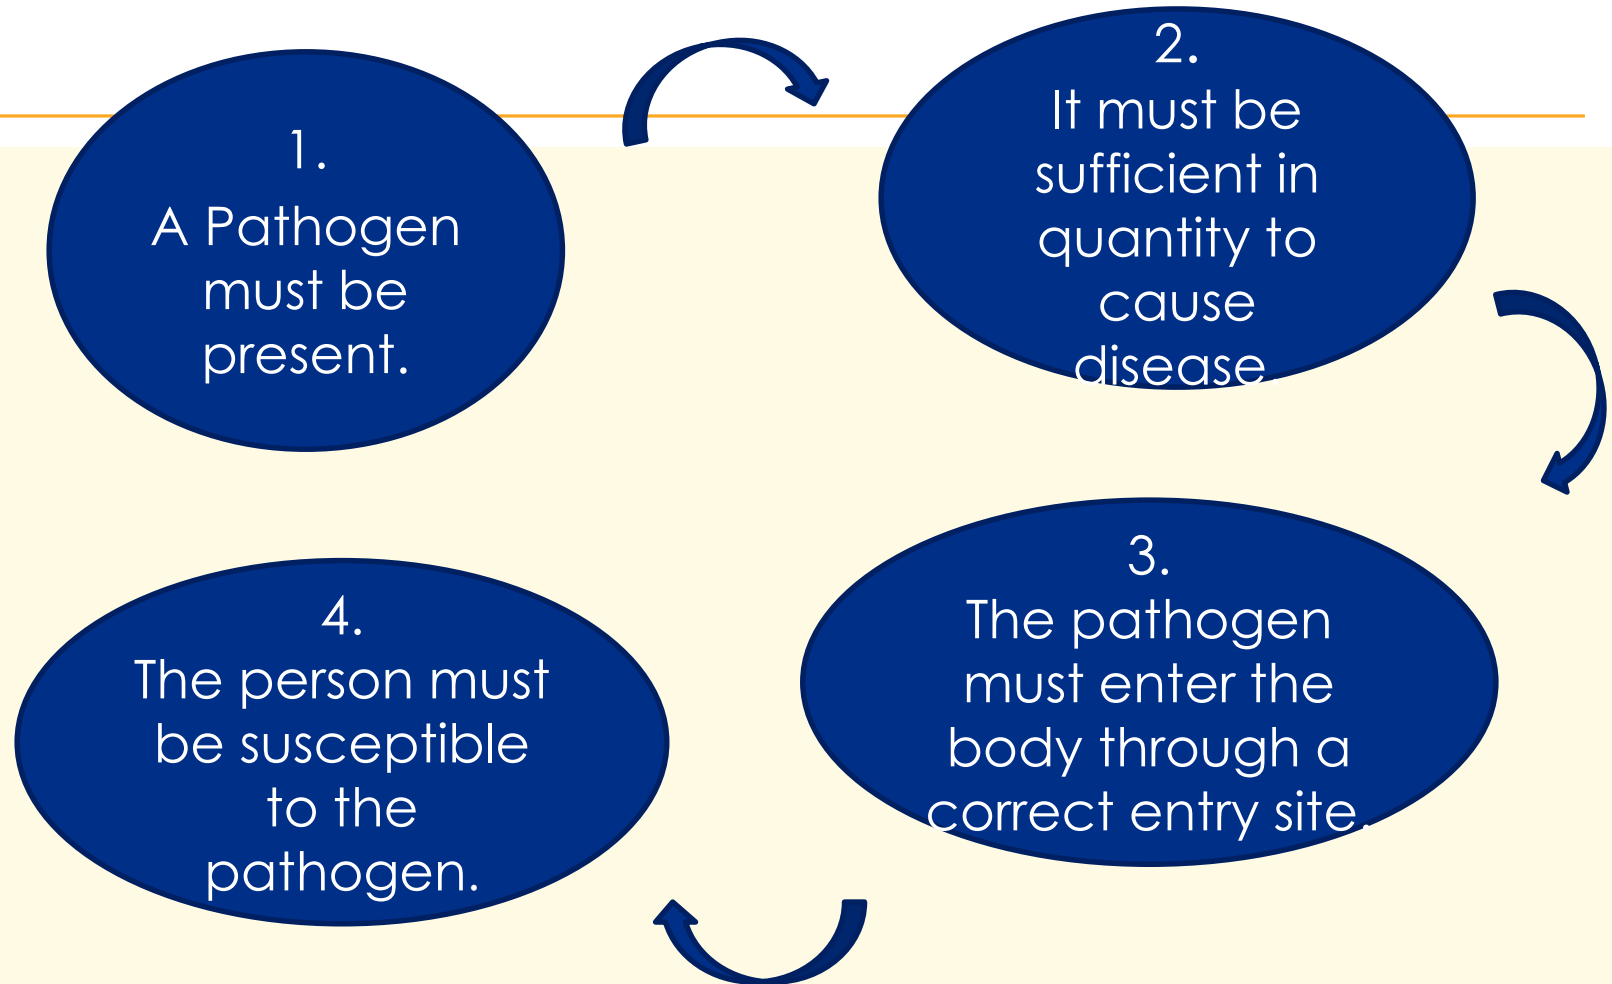 1.
A Pathogen
must be
present.
2.
It must be
sufficient in
quantity to
cause
disease.
3.
The pathogen
must enter the
body through a
correct entry site.
4.
The person must
be susceptible
to the
pathogen.